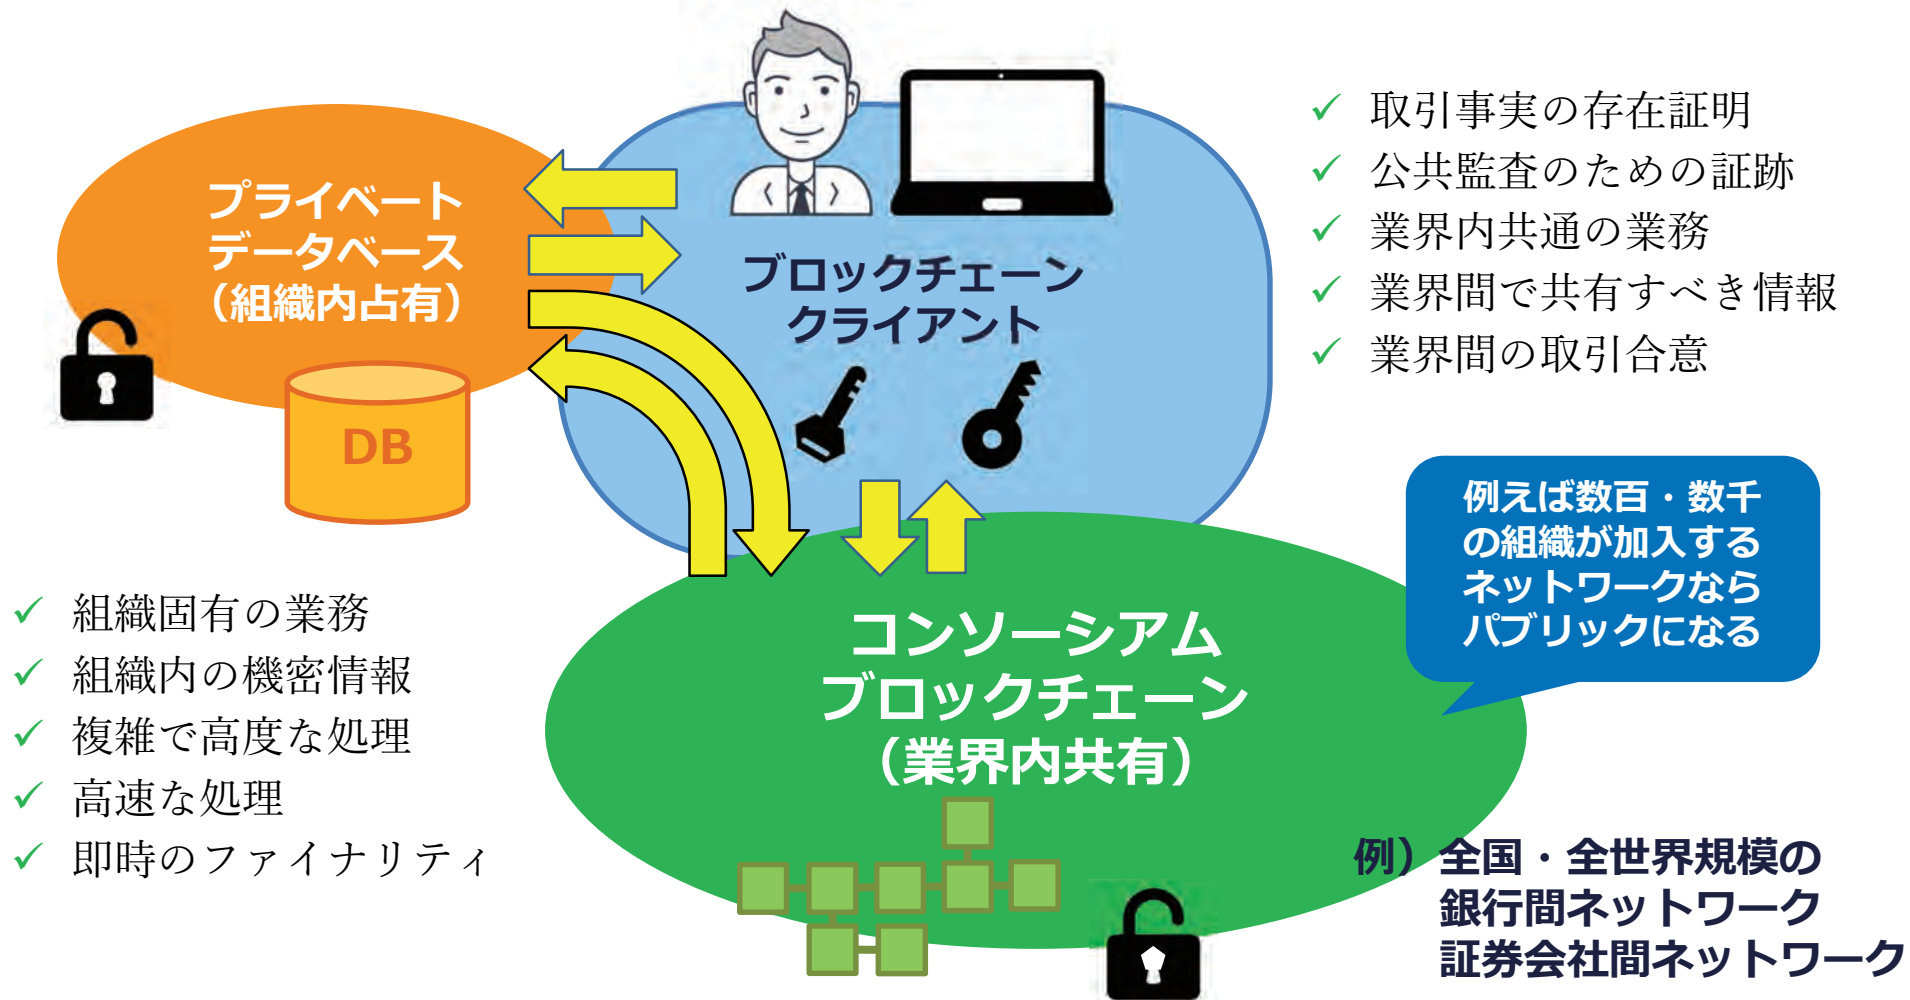 プライベート
データベース
（組織内占有）
DB
ブロックチェーン
クライアント
取引事実の存在証明
公共監査のための証跡
業界内共通の業務
業界間で共有すべき情報
業界間の取引合意
例えば数百・数千
の組織が加入する
ネットワークなら
パブリックになる
組織固有の業務
組織内の機密情報
複雑で高度な処理
高速な処理
即時のファイナリティ
コンソーシアム
ブロックチェーン
（業界内共有）
例）全国・全世界規模の
銀行間ネットワーク
証券会社間ネットワーク